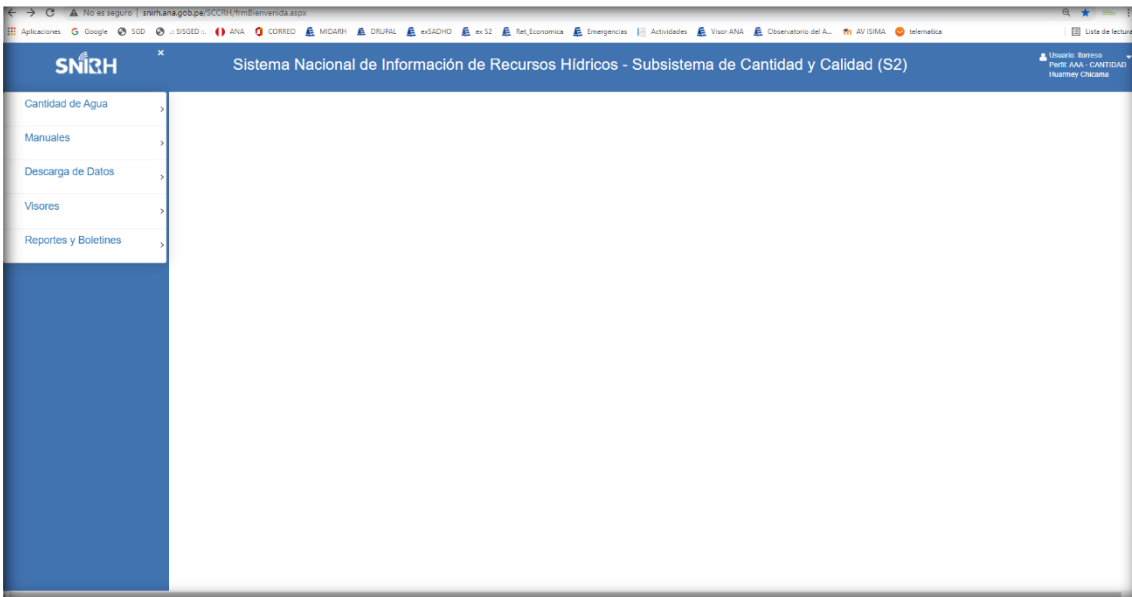 No es seguro | snirh.ana.gob.pe/SCCRH/frmBienvenida.aspx
Aplicaciones Google SGD .: SISGED :. ANA CORREO MIDARH DRUPAL exSADHO ex S2 Ret_Economica Emergencias Actividades Visor ANA Observatorio del A... AV ISIMA telematica Lista de lectura
SNIRH × Sistema Nacional de Información de Recursos Hídricos - Subsistema de Cantidad y Calidad (S2)
Usuario: ltorreso
Perfil: AAA - CANTIDAD
Huarmey Chicama
Cantidad de Agua
Manuales
Descarga de Datos
Visores
Reportes y Boletines